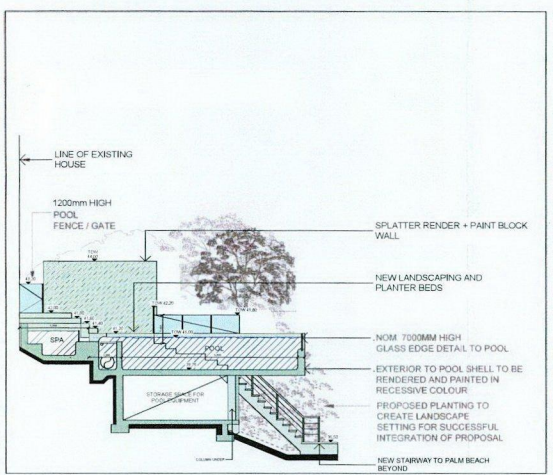 LINE OF EXISTING
HOUSE
1200mm HIGH
POOL
FENCE / GATE
SPLATTER RENDER + PAINT BLOCK
WALL
NEW LANDSCAPING AND
PLANTER BEDS
NOM. 7000MM HIGH
GLASS EDGE DETAIL TO POOL
SPA
POOL
EXTERIOR TO POOL SHELL TO BE
RENDERED AND PAINTED IN
RECESSIVE COLOUR
STORAGE SPACE FOR
POOL EQUIPMENT
PROPOSED PLANTING TO
CREATE LANDSCAPE
SETTING FOR SUCCESSFUL
INTEGRATION OF PROPOSAL
COLUMN UNDER
NEW STAIRWAY TO PALM BEACH
BEYOND